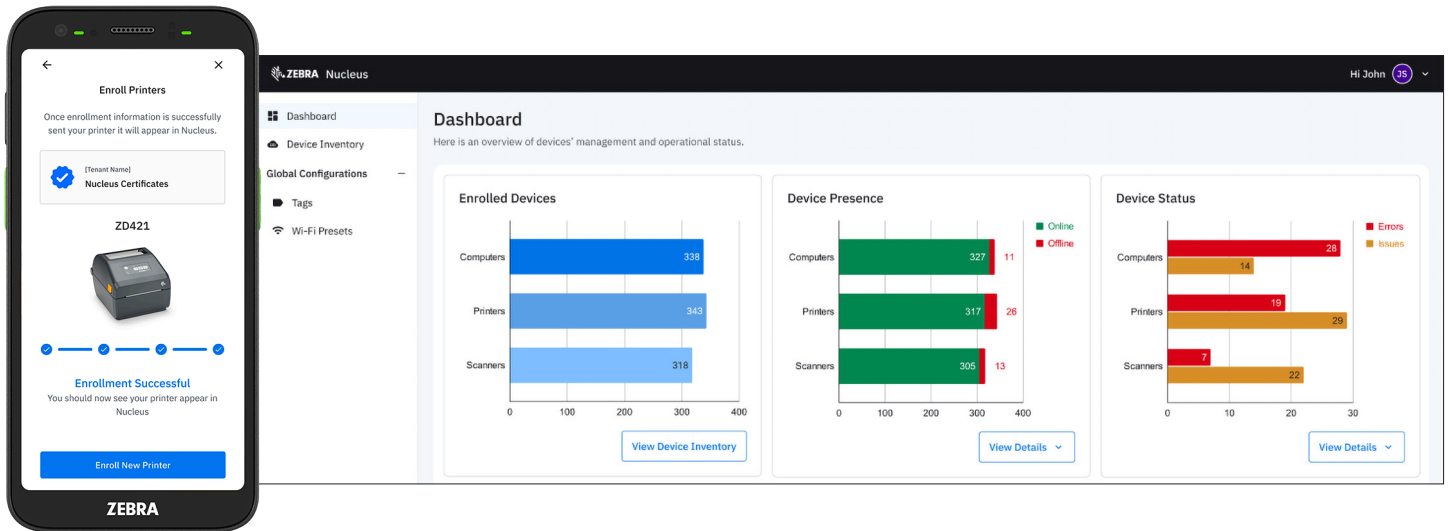 Enroll Printers
Once enrollment information is successfully
sent your printer it will appear in Nucleus.
[Tenant Name]
Nucleus Certificates
ZD421
ZEBRA
Enrollment Successful
You should now see your printer appear in
Nucleus
Enroll New Printer
ZEBRA
ZEBRA Nucleus
Hi John JS
Dashboard
Device Inventory
Global Configurations
Tags
Wi-Fi Presets
Dashboard
Here is an overview of devices' management and operational status.
Enrolled Devices
Computers 338
Printers 343
Scanners 318
0 100 200 300 400
View Device Inventory
Device Presence
Online
Offline
Computers 327 11
Printers 317 26
Scanners 305 13
0 100 200 300 400
View Details
Device Status
Errors
Issues
Computers 28
14
Printers 19
29
Scanners 7
22
0 10 20 30
View Details